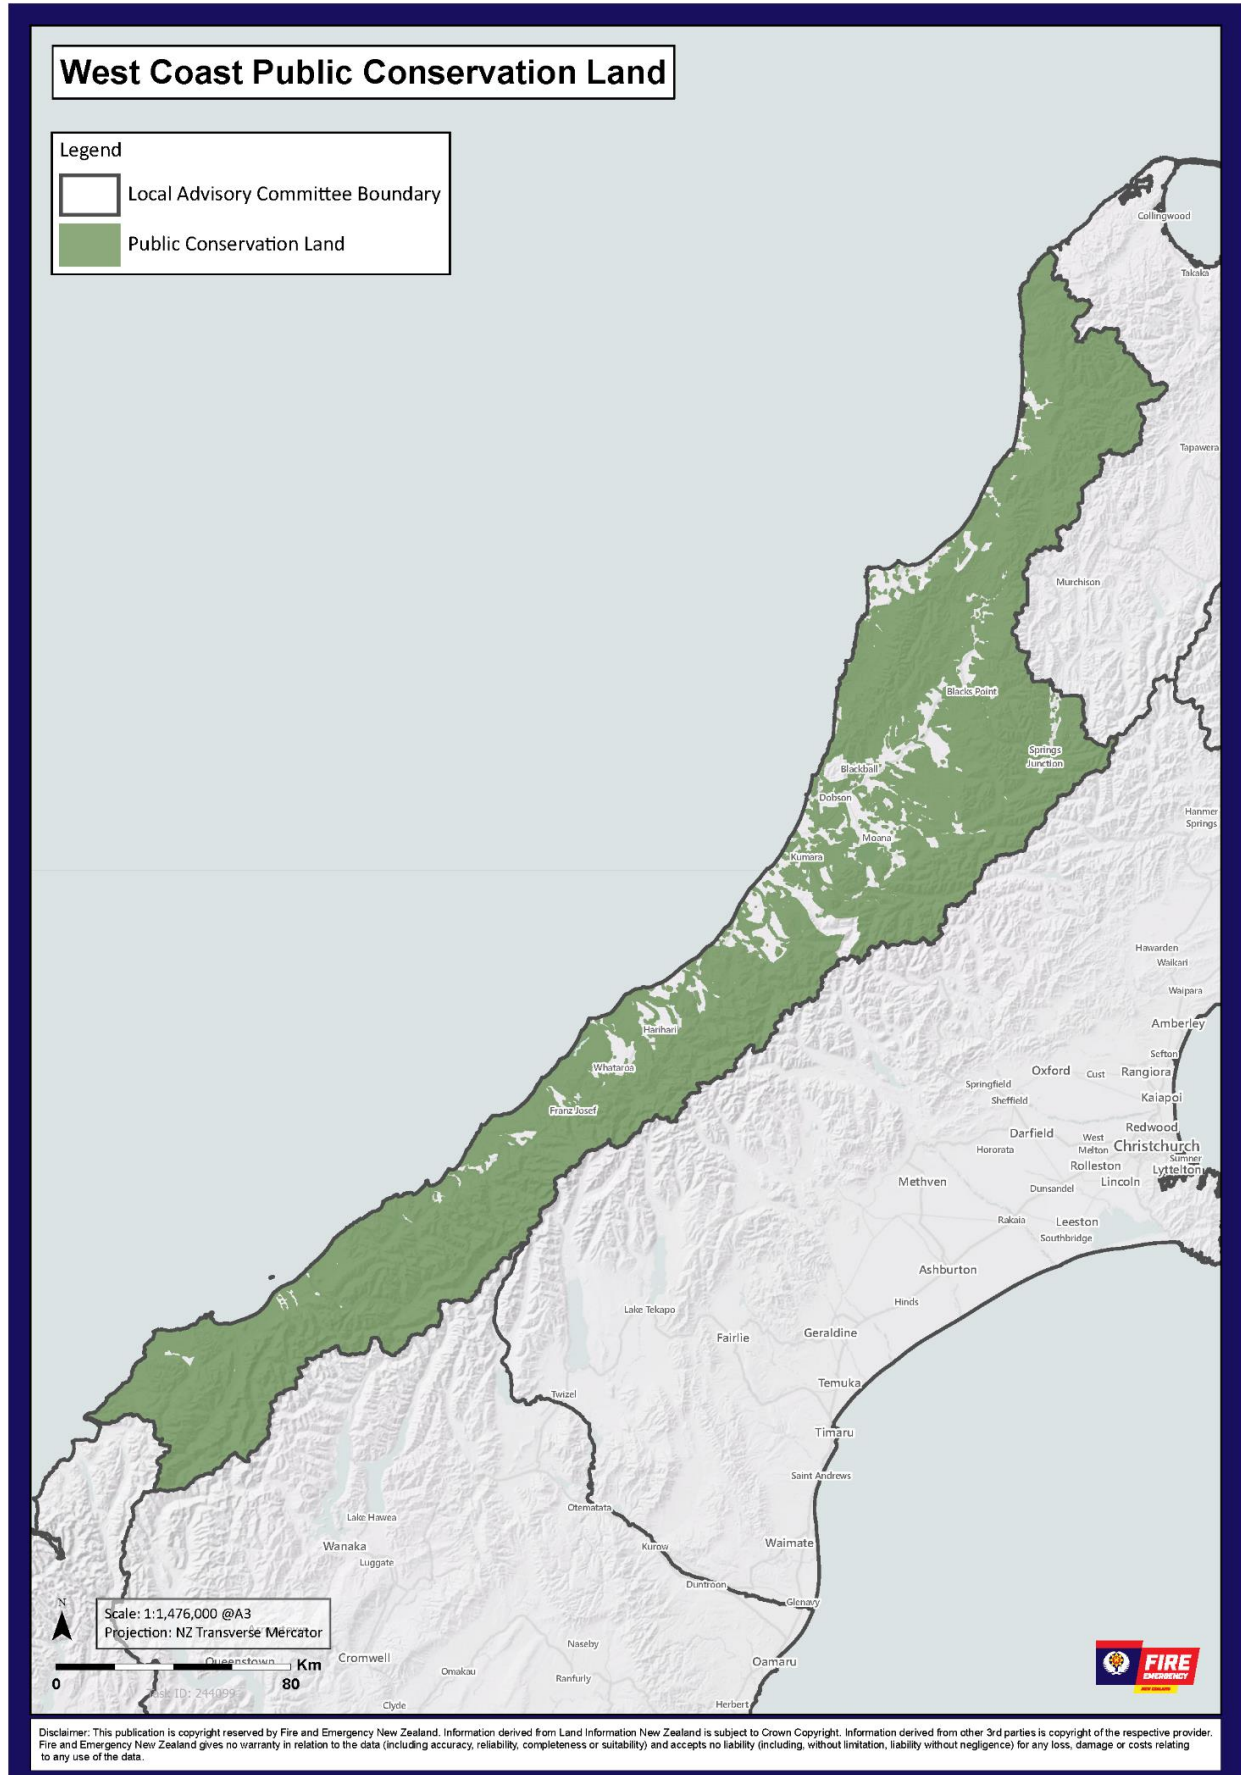 West Coast Public Conservation Land
Legend
Local Advisory Committee Boundary
Public Conservation Land
Collingwood
Takaka
Tapawera
Murchison
Blacks Point
Springs
Junction
Blackball
Dobson
Hanmer
Springs
Moana
Kumara
Hawarden
Waikari
Waipara
Amberley
Harihari
Sefton
Whataroa
Oxford
Cust
Rangiora
Springfield
Sheffield
Kaiapoi
Franz Josef
Redwood
Darfield
West
Melton
Christchurch
Hororata
Sumner
Rolleston
Lyttelton
Methven
Lincoln
Dunsandel
Rakaia
Leeston
Southbridge
Ashburton
Hinds
Lake Tekapo
Fairlie
Geraldine
Temuka
Twizel
Timaru
Saint Andrews
Otematata
Lake Hawea
Wanaka
Luggate
Kurow
Waimate
Duntroon
Glenavy
N
Scale: 1:1,476,000 @A3
Projection: NZ Transverse Mercator
Queenstown
Cromwell
Naseby
Oamaru
Omakau
Ranfurly
Km
0
80
Task ID: 244099
Clyde
Herbert
FIRE
EMERGENCY
NEW ZEALAND
Disclaimer: This publication is copyright reserved by Fire and Emergency New Zealand. Information derived from Land Information New Zealand is subject to Crown Copyright. Information derived from other 3rd parties is copyright of the respective provider.
Fire and Emergency New Zealand gives no warranty in relation to the data (including accuracy, reliability, completeness or suitability) and accepts no liability (including, without limitation, liability without negligence) for any loss, damage or costs relating
to any use of the data.